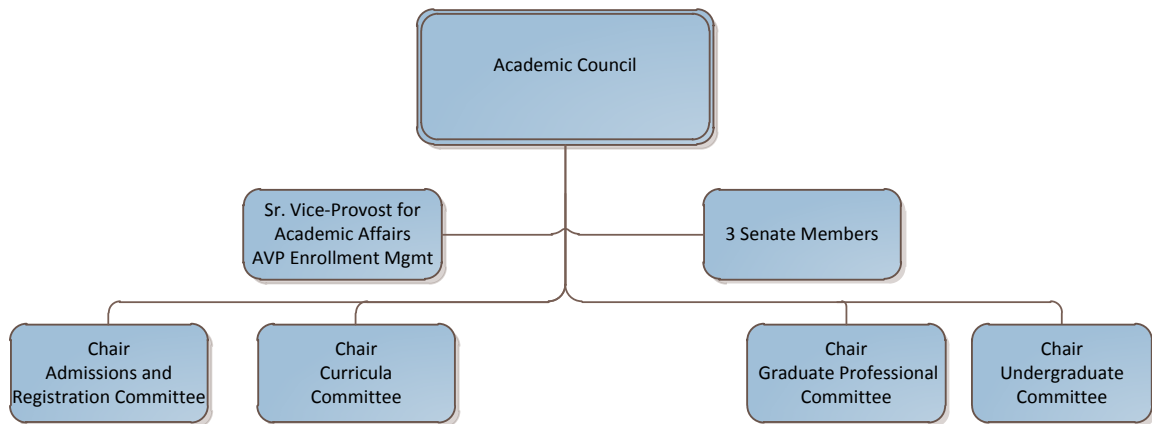 Academic Council
Sr. Vice-Provost for
Academic Affairs
AVP Enrollment Mgmt
3 Senate Members
Chair
Admissions and
Registration Committee
Chair
Curricula
Committee
Chair
Graduate Professional
Committee
Chair
Undergraduate
Committee